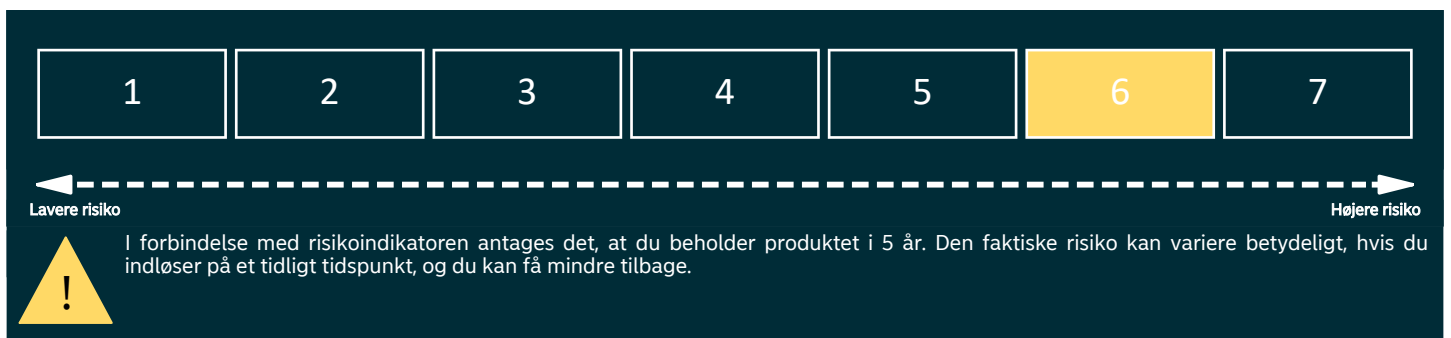 1 2 3 4 5 6 7
Lavere risiko Højere risiko
I forbindelse med risikoindikatoren antages det, at du beholder produktet i 5 år. Den faktiske risiko kan variere betydeligt, hvis du
indløser på et tidligt tidspunkt, og du kan få mindre tilbage.
!